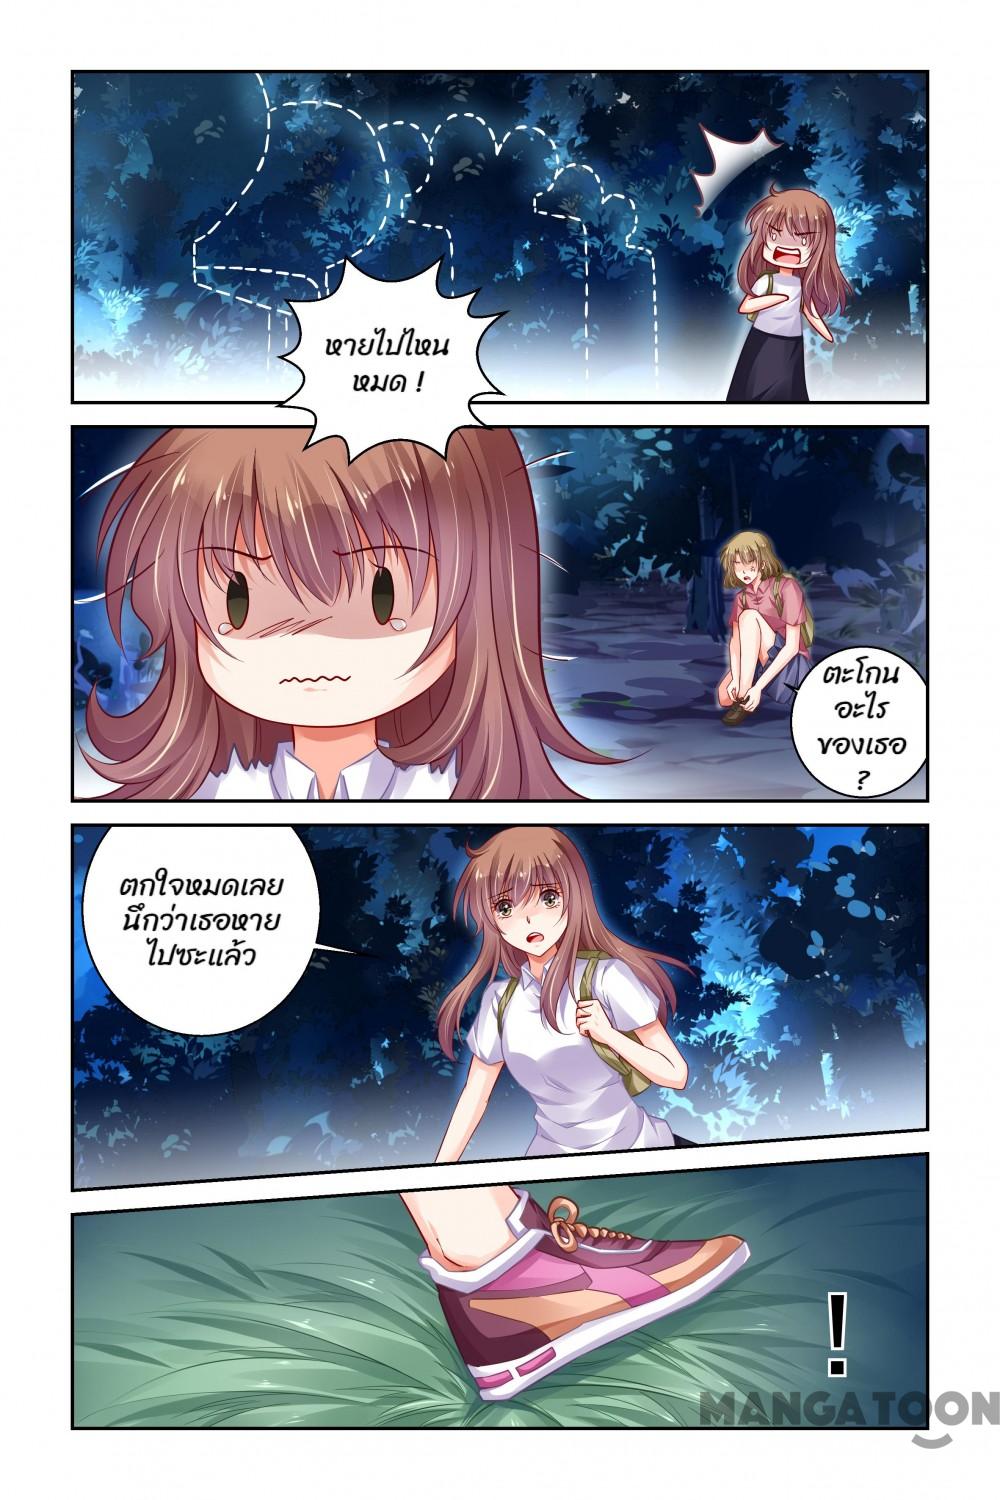 หายไปไหน
หมด !
ตะโกน
อะไร
ของเธอ
?
ตกใจหมดเลย
นึกว่าเธอหาย
ไปซะแล้ว
!
MANGATOON